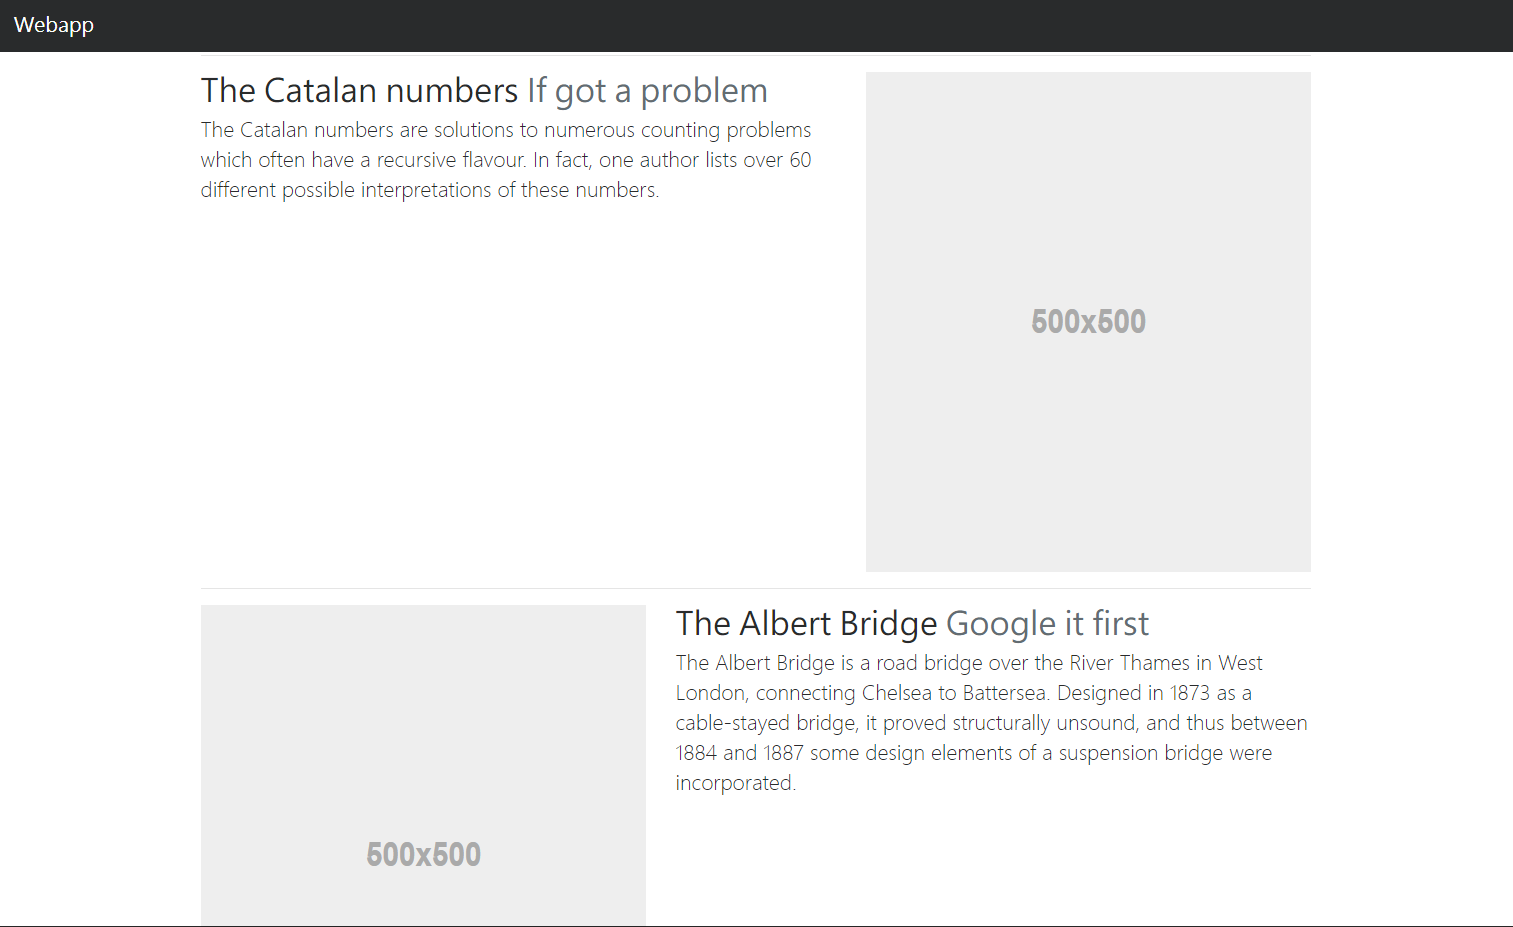 Webapp
The Catalan numbers If got a problem
The Catalan numbers are solutions to numerous counting problems
which often have a recursive flavour. In fact, one author lists over 60
different possible interpretations of these numbers.
500x500
The Albert Bridge Google it first
The Albert Bridge is a road bridge over the River Thames in West
London, connecting Chelsea to Battersea. Designed in 1873 as a
cable-stayed bridge, it proved structurally unsound, and thus between
1884 and 1887 some design elements of a suspension bridge were
incorporated.
500x500